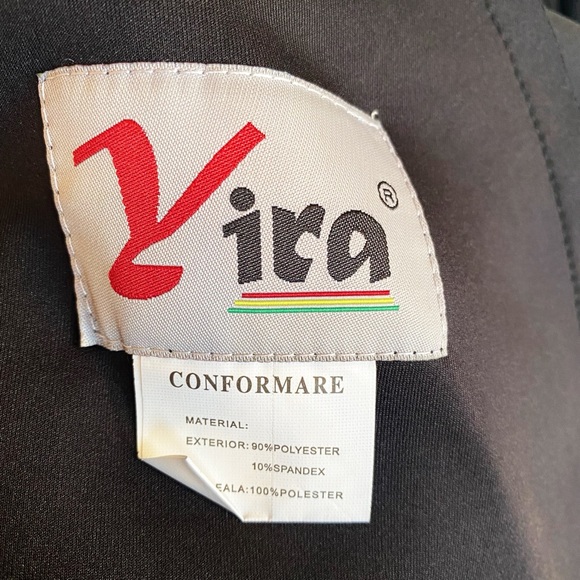 Yira®
CONFORMARE
MATERIAL:
EXTERIOR: 90%POLYESTER
10%SPANDEX
EALA:100%POLESTER